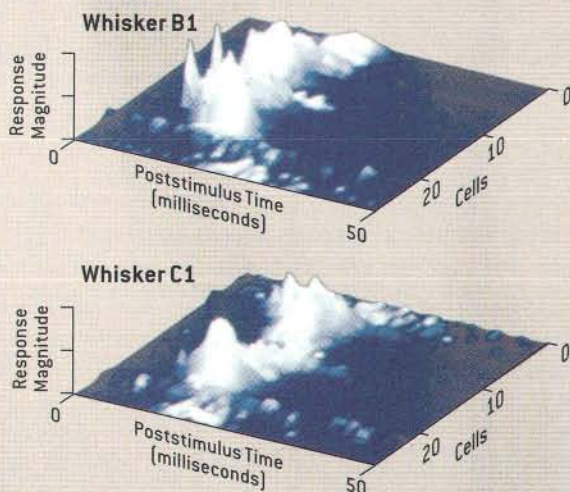 Whisker B1
Response
Magnitude
0
Poststimulus Time
(milliseconds)
50
20
10
0
Cells
Whisker C1
Response
Magnitude
0
Poststimulus Time
(milliseconds)
50
20
10
0
Cells